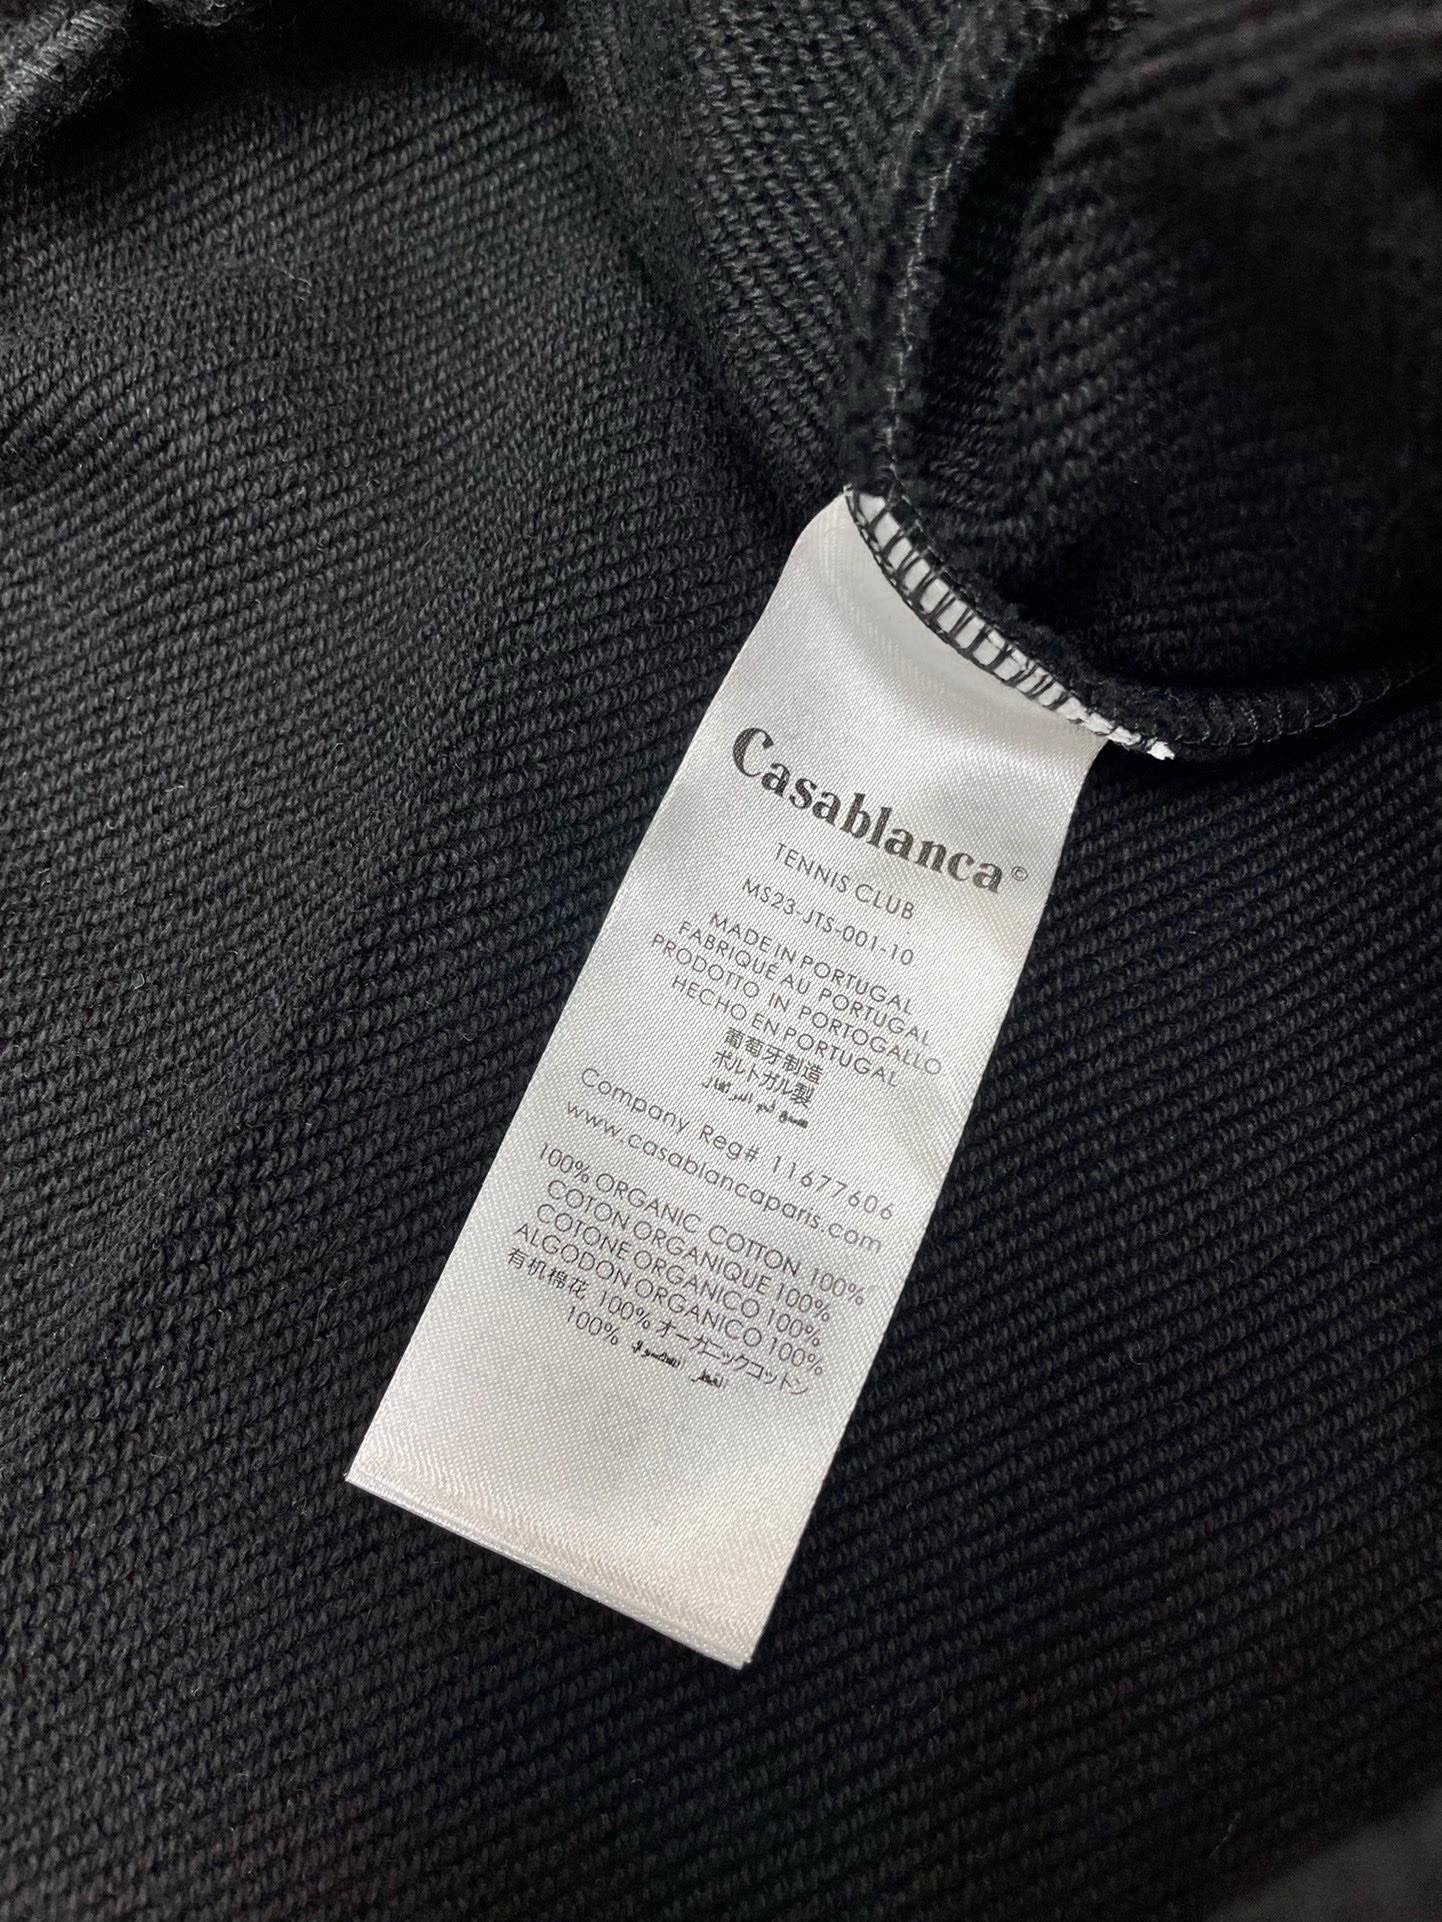 Casablanca©
TENNIS CLUB
MS23-JTS-001-10
MADE IN PORTUGAL
FABRIQUÉ AU PORTUGAL
PRODOTTO IN PORTOGALLO
HECHO EN PORTUGAL
葡萄牙制造
ポルトガル製
Company Reg# 11677606
www.casablancaparis.com
100% ORGANIC COTTON 100%
COTON ORGANIQUE 100%
COTONE ORGANICO 100%
ALGODON ORGANICO 100%
有机棉花, 100% オーガニックコットン
100%